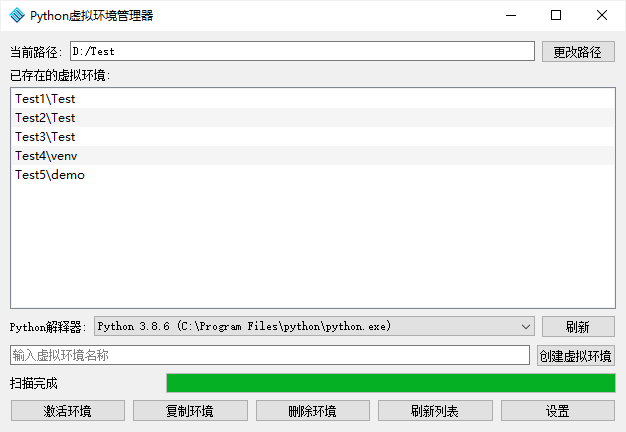 Python虚拟环境管理器
当前路径: D:/Test 更改路径
已存在的虚拟环境:
Test1\Test
Test2\Test
Test3\Test
Test4\venv
Test5\demo
Python解释器: Python 3.8.6 (C:\Program Files\python\python.exe) 刷新
输入虚拟环境名称 创建虚拟环境
扫描完成
激活环境 复制环境 删除环境 刷新列表 设置